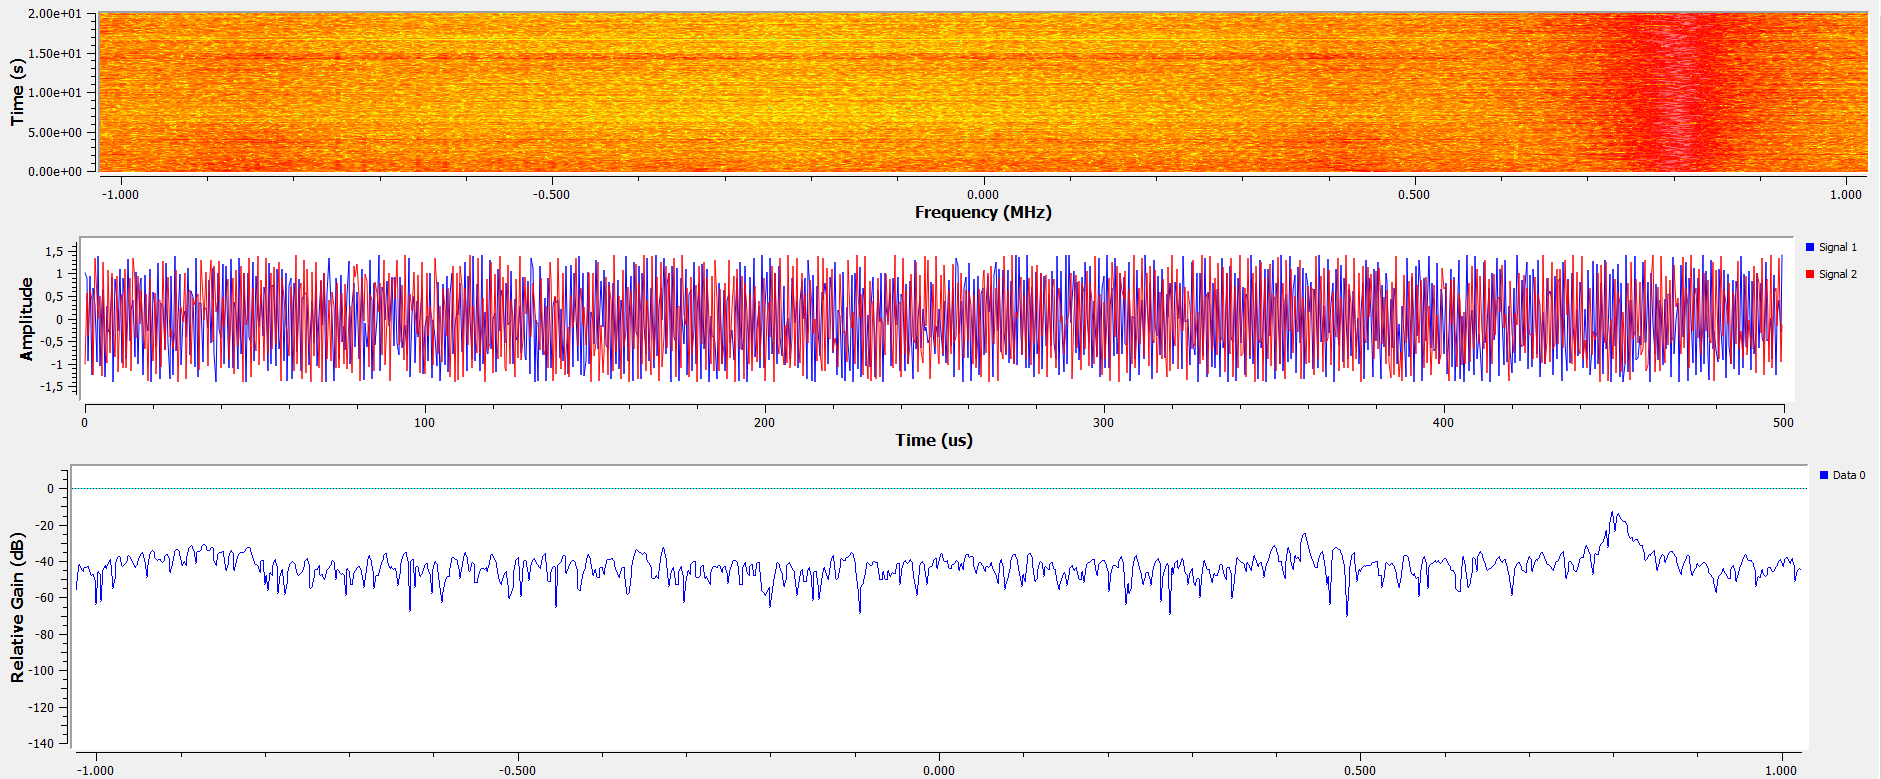 2.00e+01
1.50e+01
1.00e+01
5.00e+00
0.00e+00
Time (s)
-1.000 -0.500 0.000 0.500 1.000
Frequency (MHz)
1,5
1
0,5
0
-0,5
-1
-1,5
Amplitude
Signal 1
Signal 2
0 100 200 300 400 500
Time (us)
0
-20
-40
-60
-80
-100
-120
-140
Relative Gain (dB)
Data 0
-1.000 -0.500 0.000 0.500 1.000